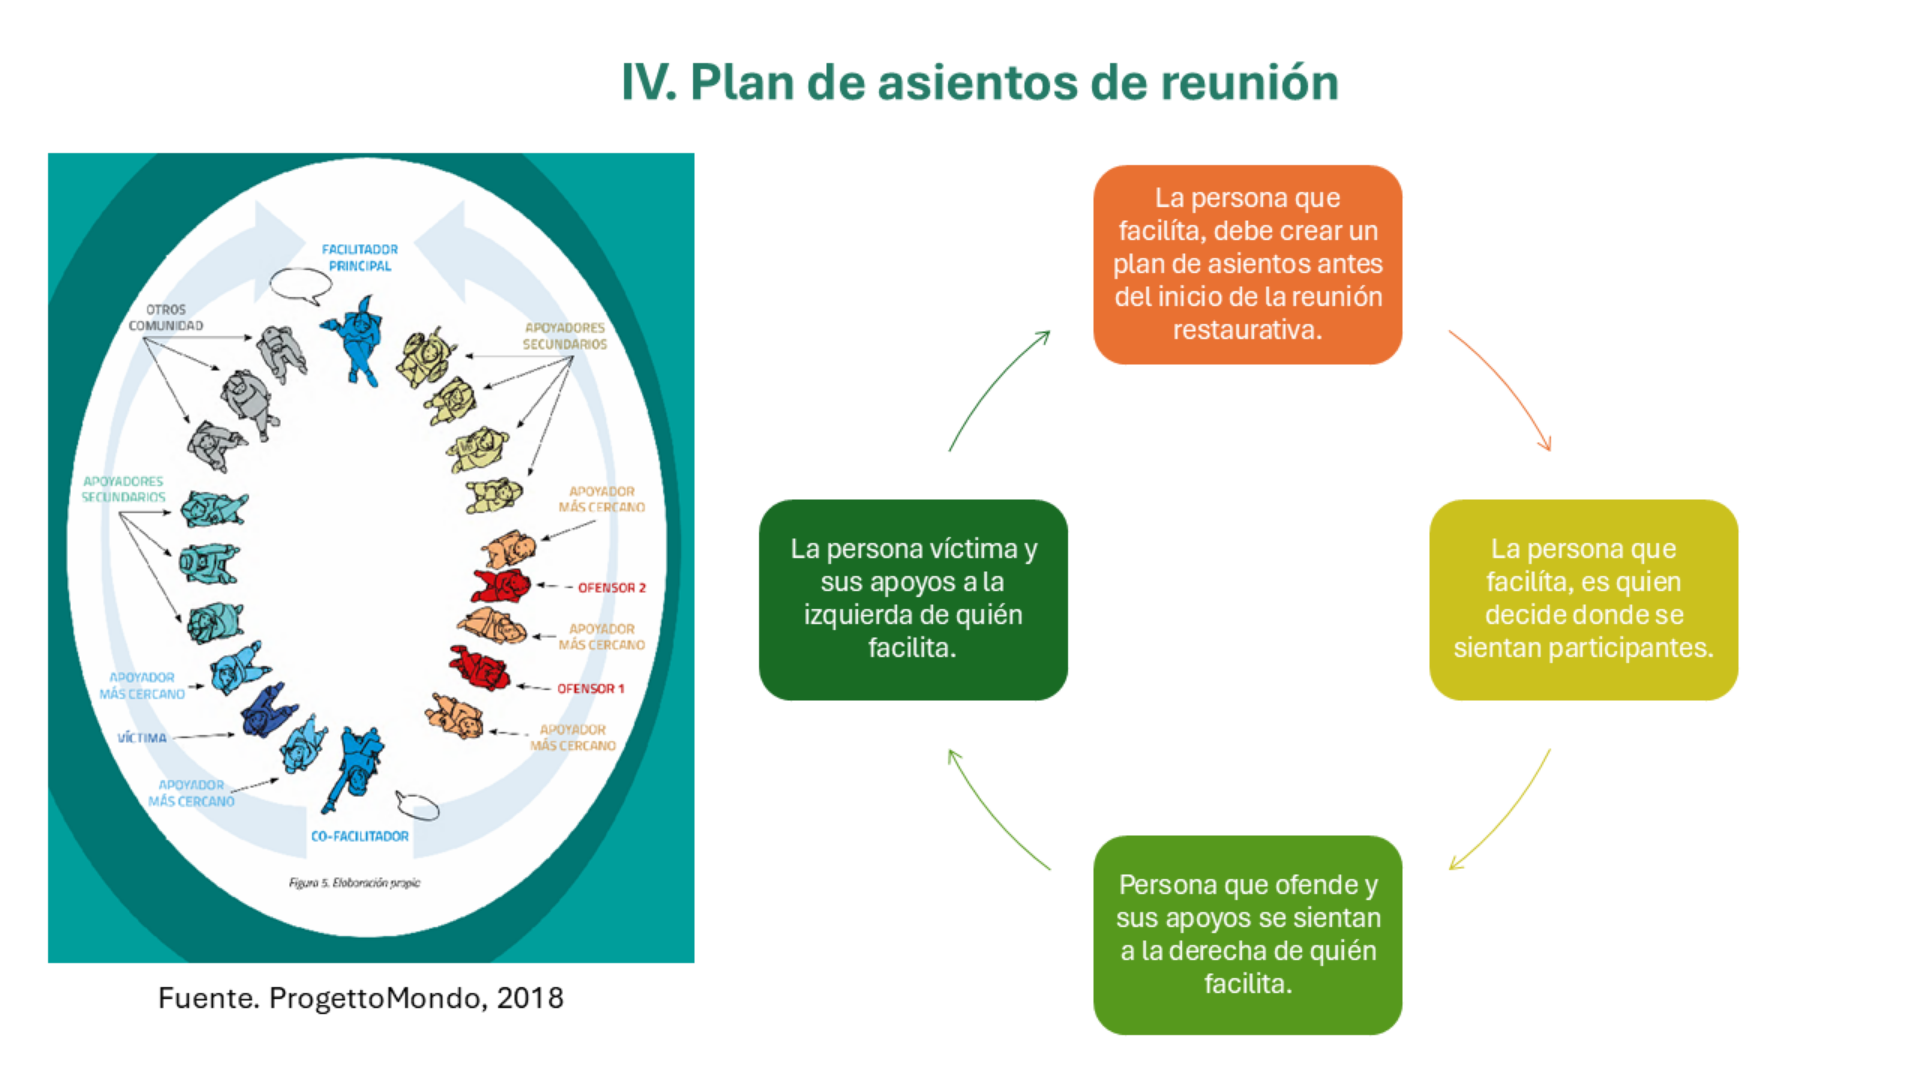 IV. Plan de asientos de reunión
FACILITADOR
PRINCIPAL
OTROS
COMUNIDAD
APOYADORES
SECUNDARIOS
APOYADORES
SECUNDARIOS
APOYADOR
MÁS CERCANO
OFENSOR 2
APOYADOR
MÁS CERCANO
APOYADOR
MÁS CERCANO
OFENSOR 1
VÍCTIMA
APOYADOR
MÁS CERCANO
APOYADOR
MÁS CERCANO
CO-FACILITADOR
Figura 5. Elaboración propia
Fuente. ProgettoMondo, 2018
La persona que
facilíta, debe crear un
plan de asientos antes
del inicio de la reunión
restaurativa.
La persona que
facilíta, es quien
decide donde se
sientan participantes.
Persona que ofende y
sus apoyos se sientan
a la derecha de quién
facilita.
La persona víctima y
sus apoyos a la
izquierda de quién
facilita.